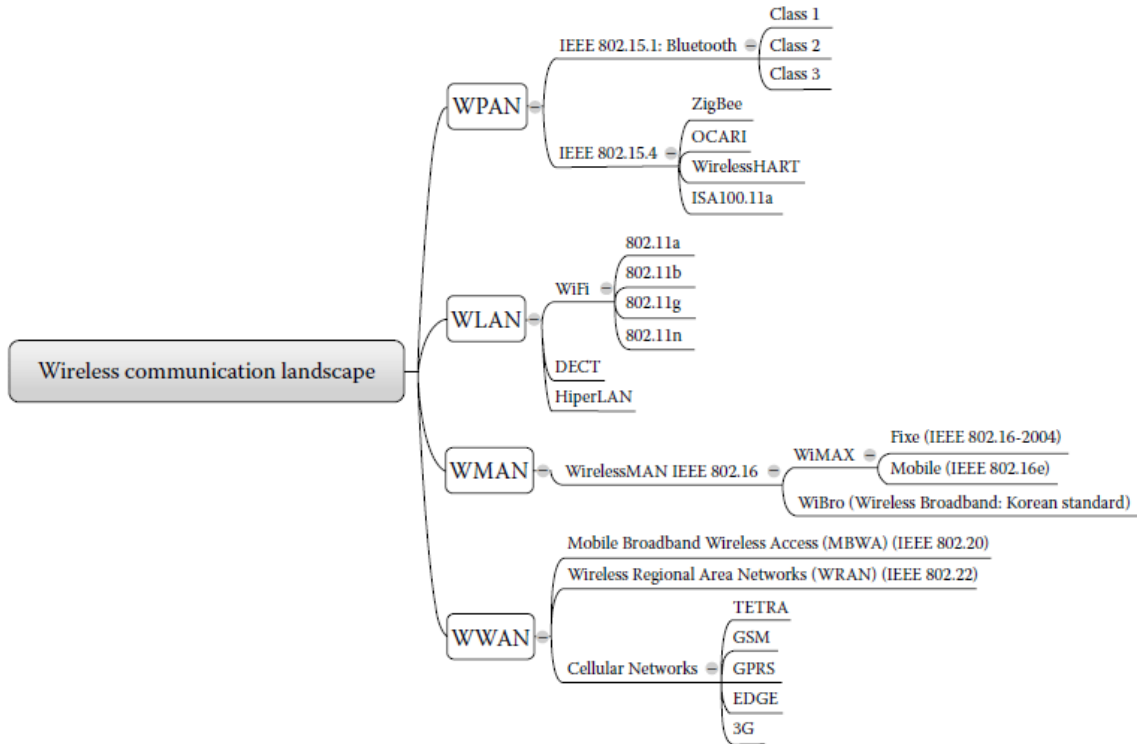 Wireless communication landscape
WPAN
IEEE 802.15.1: Bluetooth
Class 1
Class 2
Class 3
IEEE 802.15.4
ZigBee
OCARI
WirelessHART
ISA100.11a
WLAN
WiFi
802.11a
802.11b
802.11g
802.11n
DECT
HiperLAN
WMAN
WirelessMAN IEEE 802.16
WiMAX
Fixe (IEEE 802.16-2004)
Mobile (IEEE 802.16e)
WiBro (Wireless Broadband: Korean standard)
WWAN
Mobile Broadband Wireless Access (MBWA) (IEEE 802.20)
Wireless Regional Area Networks (WRAN) (IEEE 802.22)
Cellular Networks
TETRA
GSM
GPRS
EDGE
3G